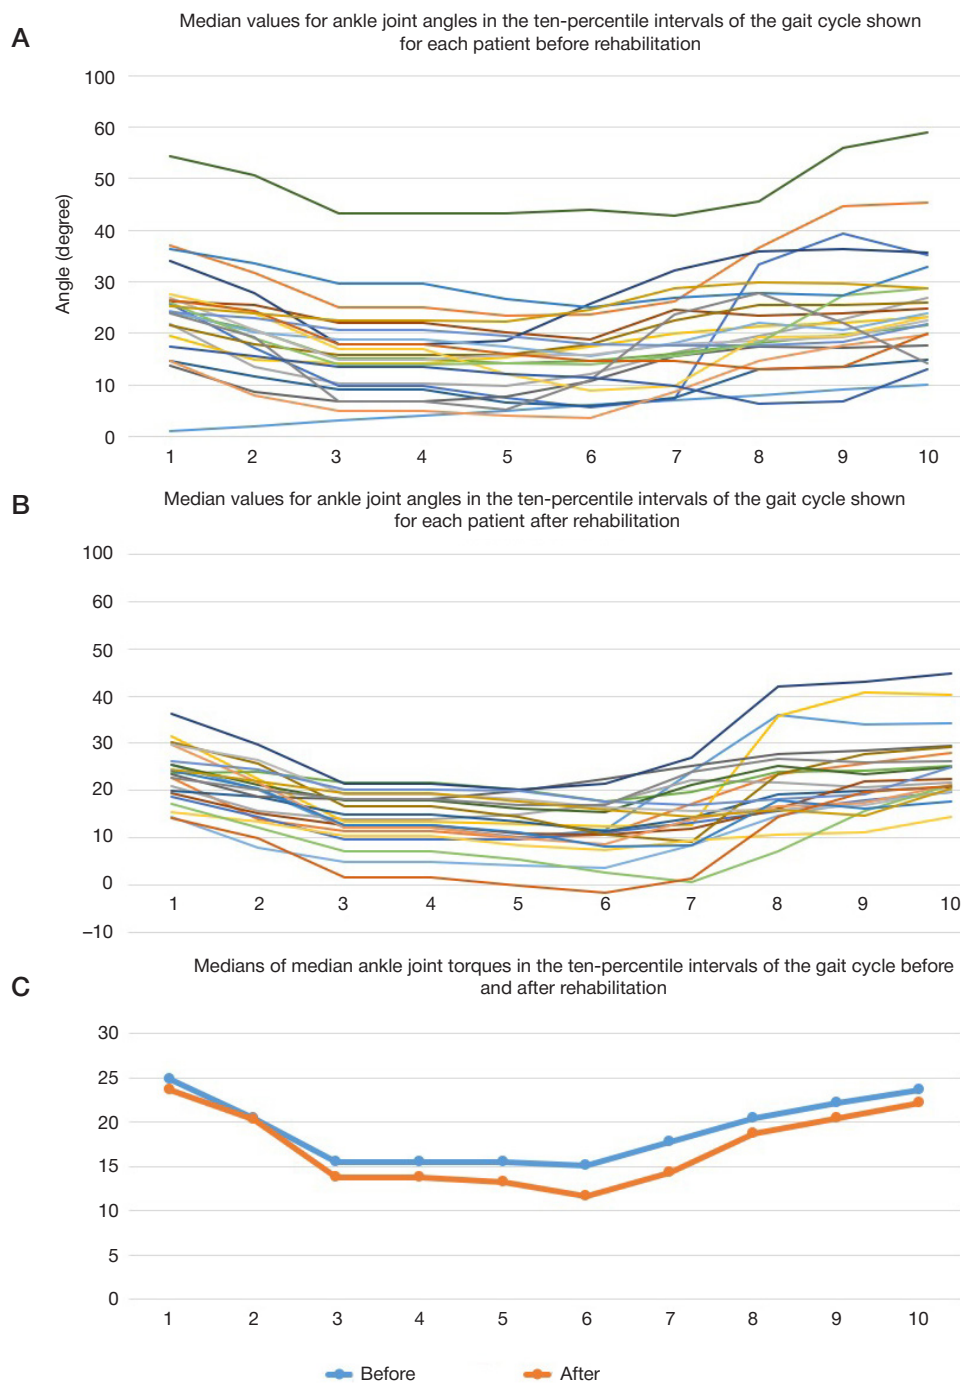 A
Median values for ankle joint angles in the ten-percentile intervals of the gait cycle shown
for each patient before rehabilitation
Angle (degree)
100
60
50
40
30
20
10
0
1 2 3 4 5 6 7 8 9 10
B
Median values for ankle joint angles in the ten-percentile intervals of the gait cycle shown
for each patient after rehabilitation
100
60
50
40
30
20
10
0
1 2 3 4 5 6 7 8 9 10
–10
C
Medians of median ankle joint torques in the ten-percentile intervals of the gait cycle before
and after rehabilitation
30
25
20
15
10
5
0
1 2 3 4 5 6 7 8 9 10
Before After